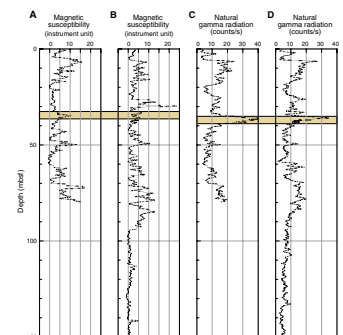 A Magnetic susceptibility (instrument unit)
B Magnetic susceptibility (instrument unit)
C Natural gamma radiation (counts/s)
D Natural gamma radiation (counts/s)
0 10 20
0 10 20
0 10 20 30 40
0 10 20 30 40
0
50
100
Depth (mbsf)